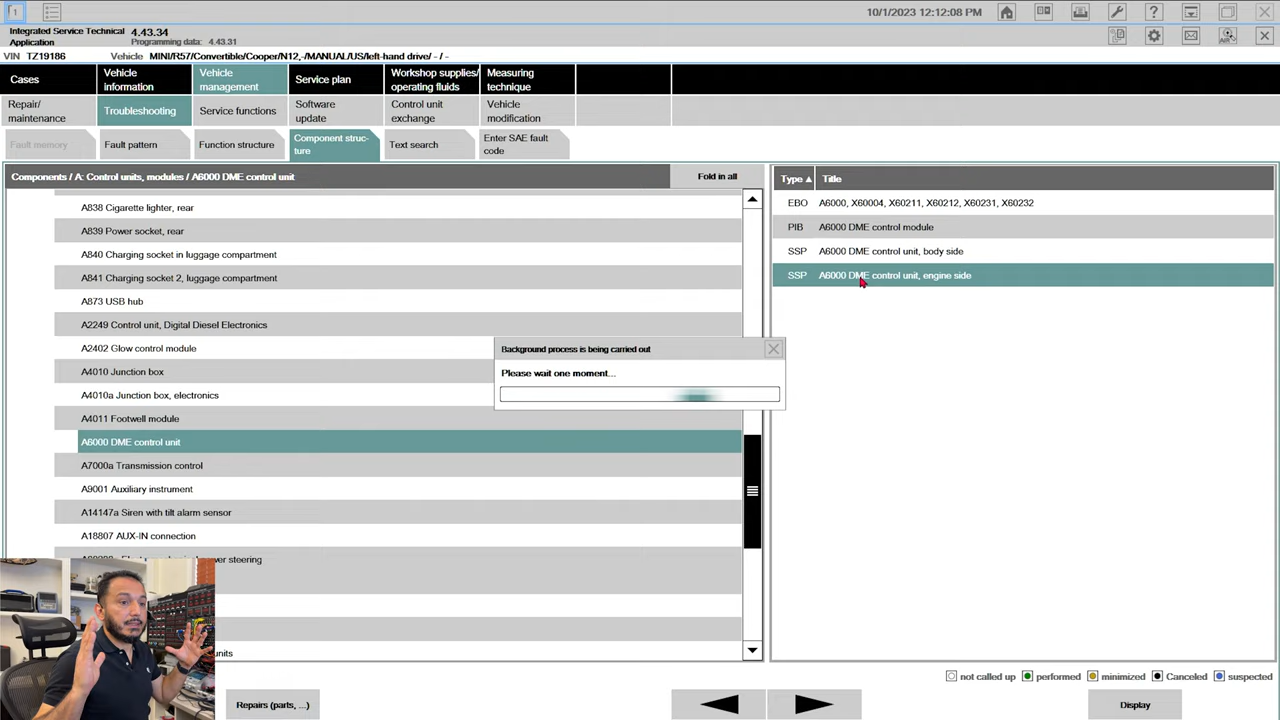 1
10/1/2023 12:12:08 PM
Integrated Service Technical
Application
4.43.34
Programming data: 4.43.31
VIN TZ19186 Vehicle MINI/R57/Convertible/Cooper/N12,-/MANUAL/US/left-hand drive/ - / -
Cases
Vehicle
information
Vehicle
management
Service plan
Workshop supplies/
operating fluids
Measuring
technique
Repair/
maintenance
Troubleshooting
Service functions
Software
update
Control unit
exchange
Vehicle
modification
Fault memory
Fault pattern
Function structure
Component struc-
ture
Text search
Enter SAE fault
code
Components / A: Control units, modules / A6000 DME control unit
Fold in all
A838 Cigarette lighter, rear
A839 Power socket, rear
A840 Charging socket in luggage compartment
A841 Charging socket 2, luggage compartment
A873 USB hub
A2249 Control unit, Digital Diesel Electronics
A2402 Glow control module
A4010 Junction box
A4010a Junction box, electronics
A4011 Footwell module
A6000 DME control unit
A7000a Transmission control
A9001 Auxiliary instrument
A14147a Siren with tilt alarm sensor
A18807 AUX-IN connection
steering
units
Type Title
EBO A6000, X60004, X60211, X60212, X60231, X60232
PIB A6000 DME control module
SSP A6000 DME control unit, body side
SSP A6000 DME control unit, engine side
Background process is being carried out
Please wait one moment...
not called up performed minimized Canceled suspected
Repairs (parts, ...)
Display